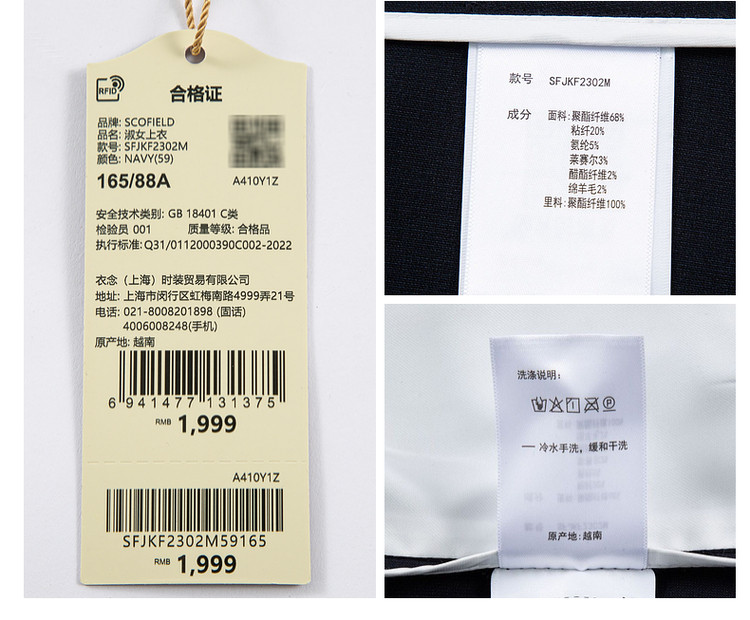 RFID
合格证
品牌: SCOFIELD
品名: 淑女上衣
款号: SFJKF2302M
颜色: NAVY(59)
165/88A
A410Y1Z
安全技术类别: GB 18401 C类
检验员 001 质量等级: 合格品
执行标准:Q31/0112000390C002-2022
衣念（上海）时装贸易有限公司
地址: 上海市闵行区虹梅南路4999弄21号
电话: 021-8008201898 (固话)
4006008248(手机)
原产地: 越南
6 941477 131375
RMB 1,999
A410Y1Z
SFJKF2302M59165
RMB 1,999
款号 SFJKF2302M
成分 面料:聚酯纤维68%
粘纤20%
氨纶5%
莱赛尔3%
醋酯纤维2%
绵羊毛2%
里料:聚酯纤维100%
洗涤说明:
— 冷水手洗，缓和干洗
原产地:越南